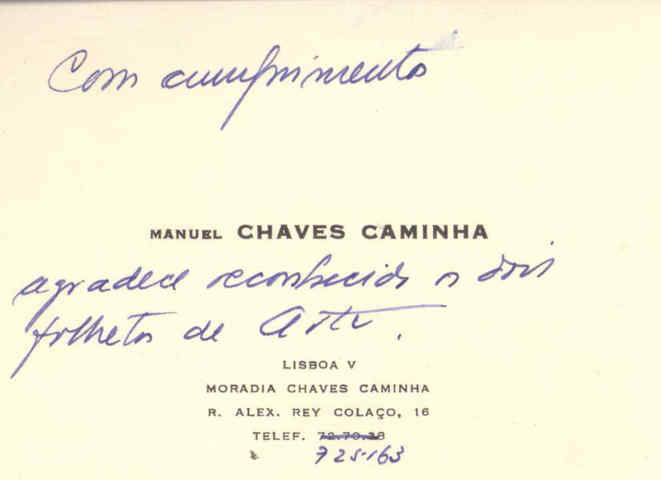 Com cumprimentos
MANUEL CHAVES CAMINHA
agradece reconhecido os dois
folhetos de Arte.
LISBOA V
MORADIA CHAVES CAMINHA
R. ALEX. REY COLAÇO, 16
TELEF. 72.70.38
725-163